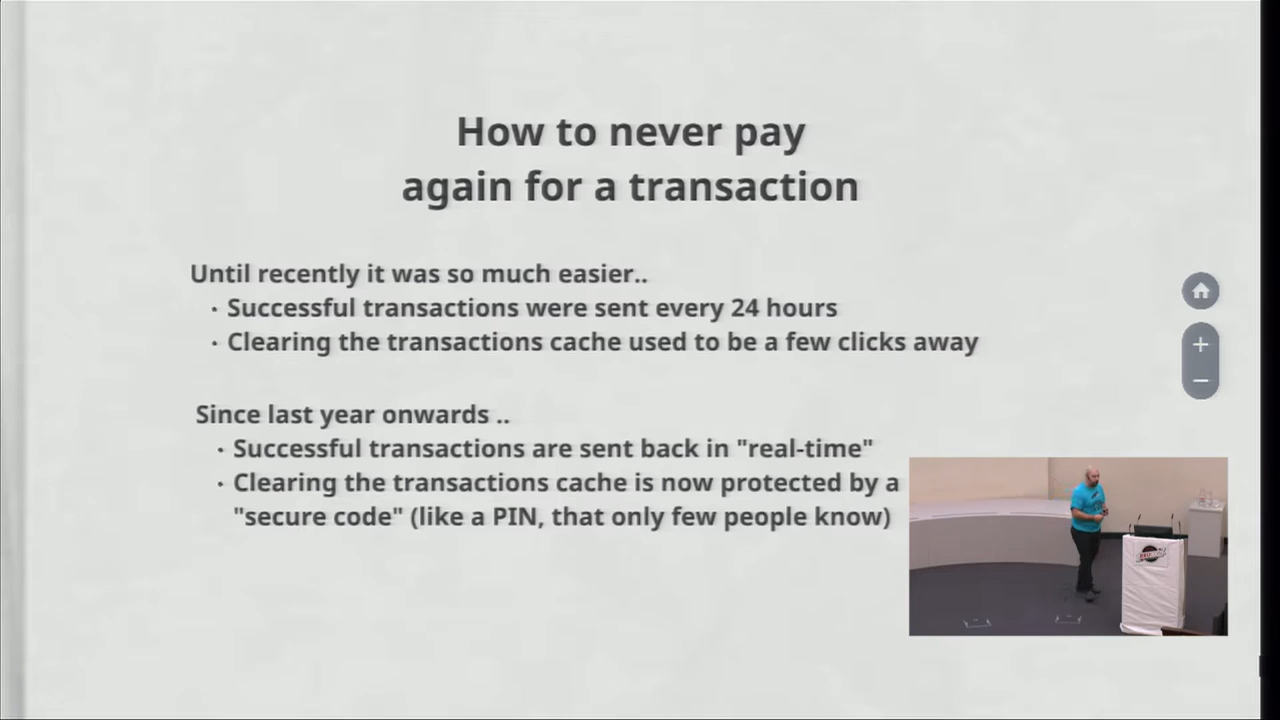 How to never pay
again for a transaction
Until recently it was so much easier..
· Successful transactions were sent every 24 hours
· Clearing the transactions cache used to be a few clicks away
Since last year onwards ..
· Successful transactions are sent back in "real-time"
· Clearing the transactions cache is now protected by a
"secure code" (like a PIN, that only few people know)